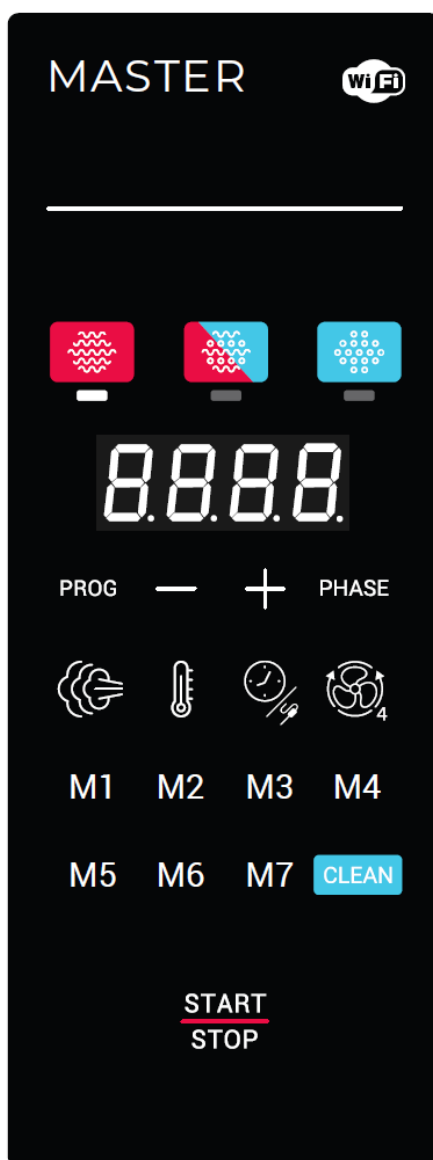 MASTER WiFi
8.8.8.8.
PROG − + PHASE
4
M1 M2 M3 M4
M5 M6 M7 CLEAN
START
STOP